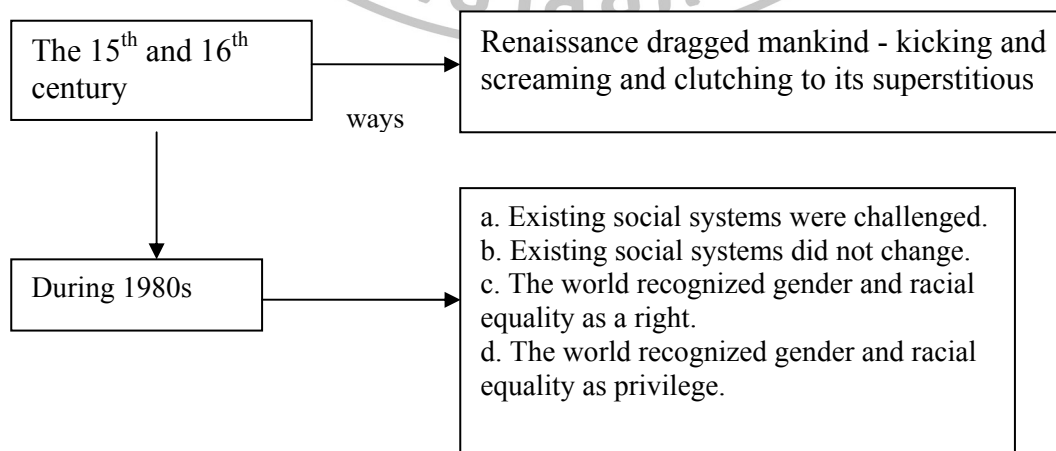 The 15th and 16th
century
Renaissance dragged mankind - kicking and
screaming and clutching to its superstitious
ways
During 1980s
a. Existing social systems were challenged.
b. Existing social systems did not change.
c. The world recognized gender and racial
equality as a right.
d. The world recognized gender and racial
equality as privilege.